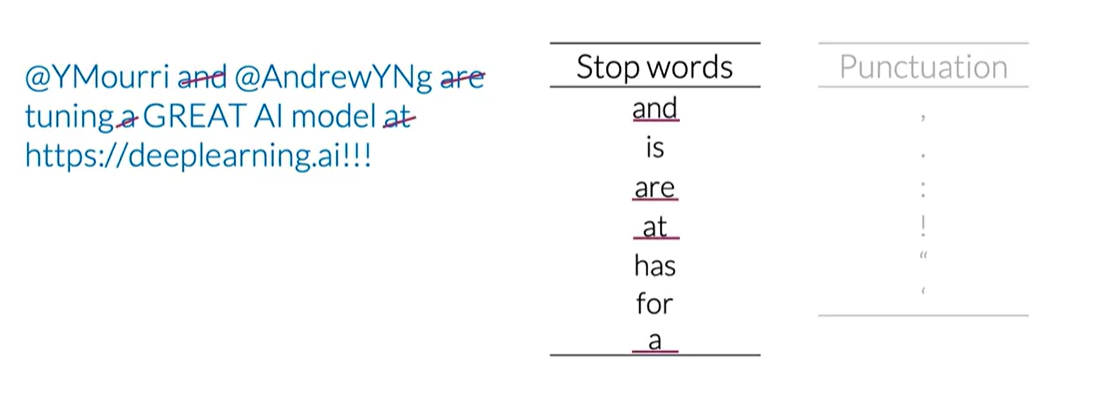 @YMourri and @AndrewYNg are
tuning a GREAT AI model at
https://deeplearning.ai!!!
Stop words
and
is
are
at
has
for
a
Punctuation
,
.
:
!
“
‘